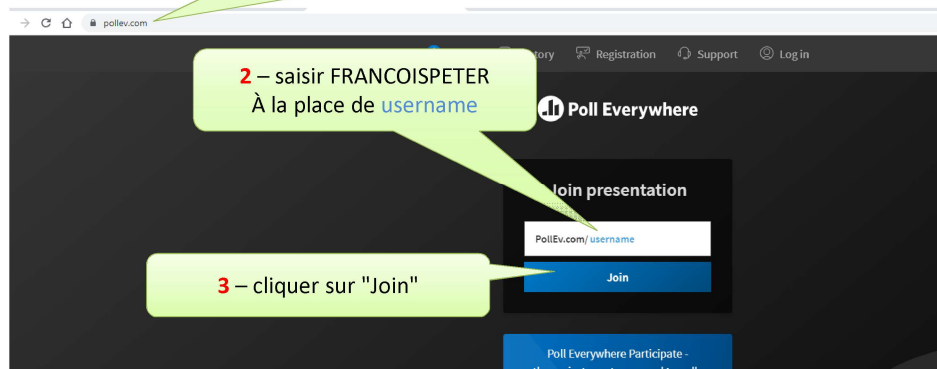 pollev.com
Registration
Support
Log in
2 – saisir FRANCOISPETER
À la place de username
Poll Everywhere
Join presentation
PollEv.com/ username
Join
3 – cliquer sur "Join"
Poll Everywhere Participate -